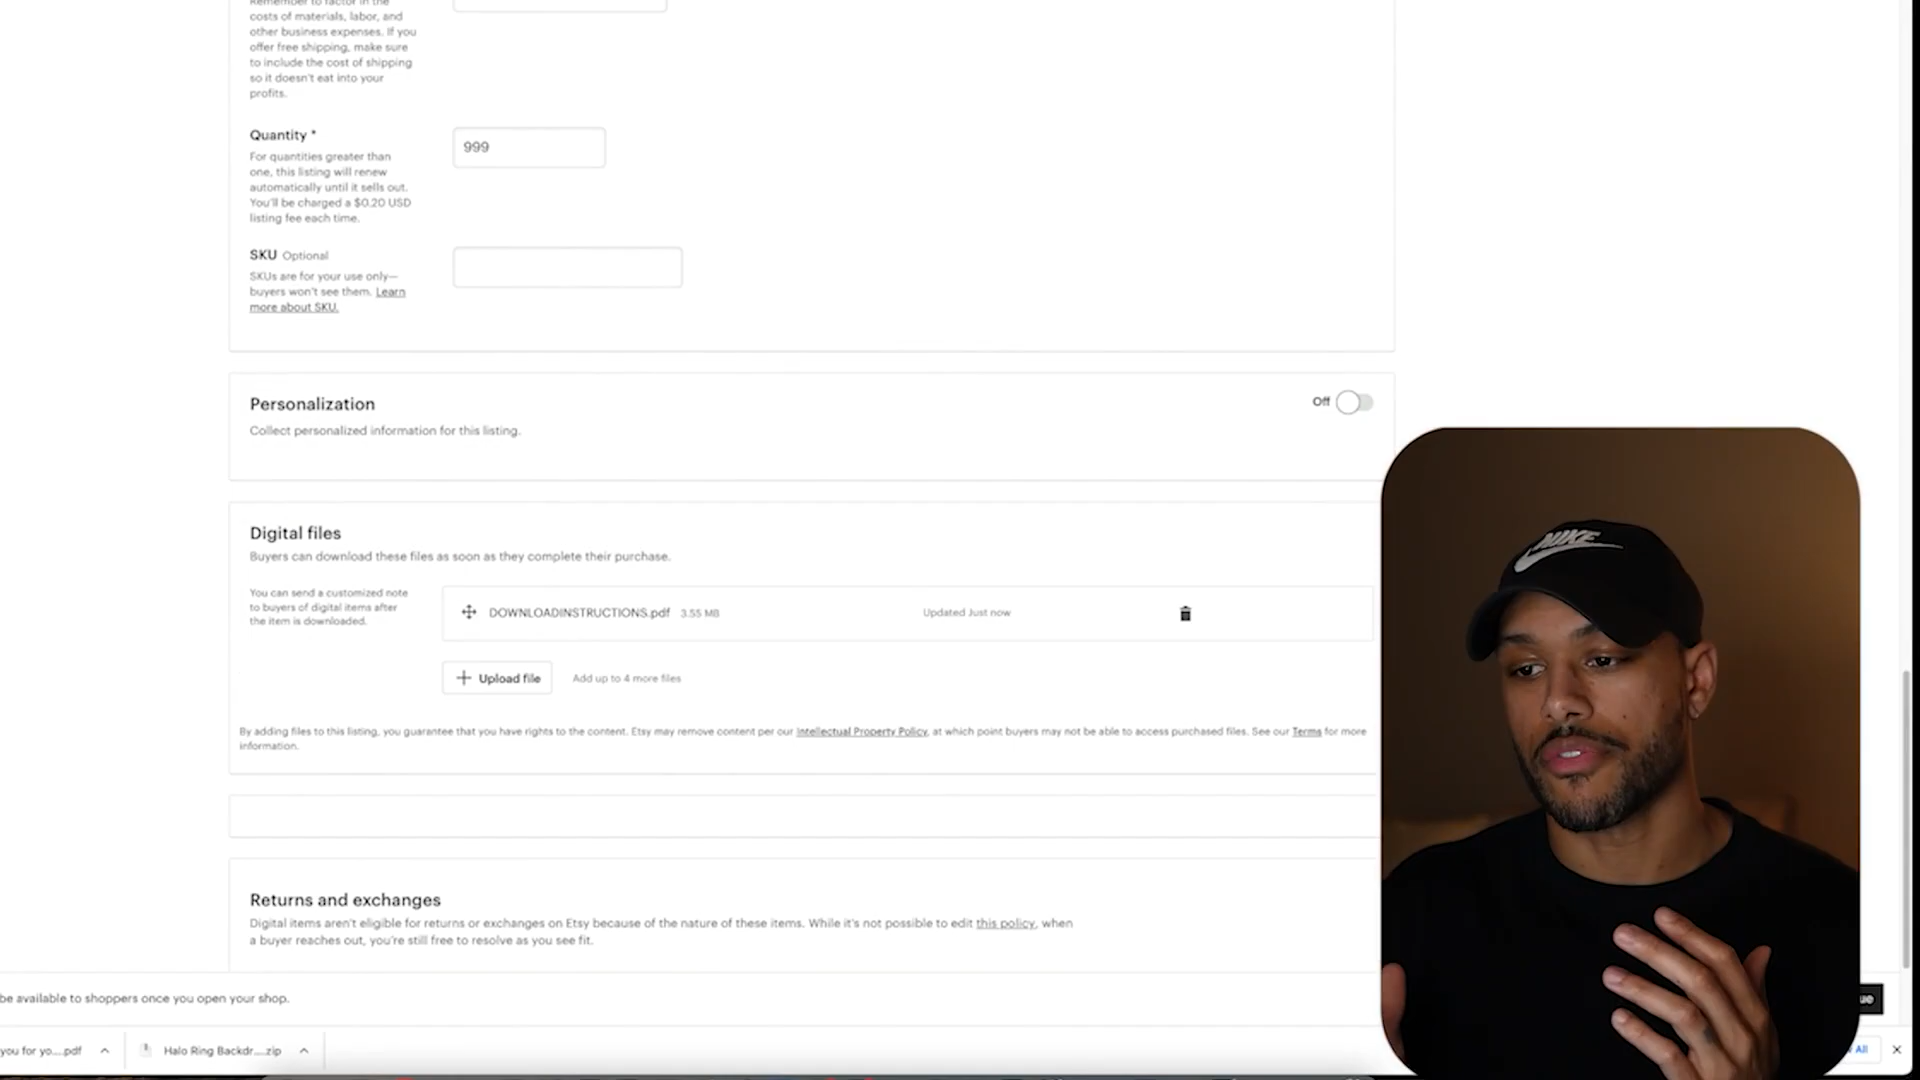 Remember to factor in the
costs of materials, labor, and
other business expenses. If you
offer free shipping, make sure
to include the cost of shipping
so it doesn't eat into your
profits.
Quantity *
999
For quantities greater than
one, this listing will renew
automatically until it sells out.
You'll be charged a $0.20 USD
listing fee each time.
SKU Optional
SKUs are for your use only—
buyers won't see them. Learn
more about SKU.
Personalization
Off
Collect personalized information for this listing.
Digital files
Buyers can download these files as soon as they complete their purchase.
You can send a customized note
to buyers of digital items after
the item is downloaded.
DOWNLOADINSTRUCTIONS.pdf 3.55 MB Updated Just now
Upload file Add up to 4 more files
By adding files to this listing, you guarantee that you have rights to the content. Etsy may remove content per our Intellectual Property Policy, at which point buyers may not be able to access purchased files. See our Terms for more
information.
NIKE
Returns and exchanges
Digital items aren't eligible for returns or exchanges on Etsy because of the nature of these items. While it's not possible to edit this policy, when
a buyer reaches out, you're still free to resolve as you see fit.
be available to shoppers once you open your shop.
ue
you for yo....pdf Halo Ring Backdr....zip All